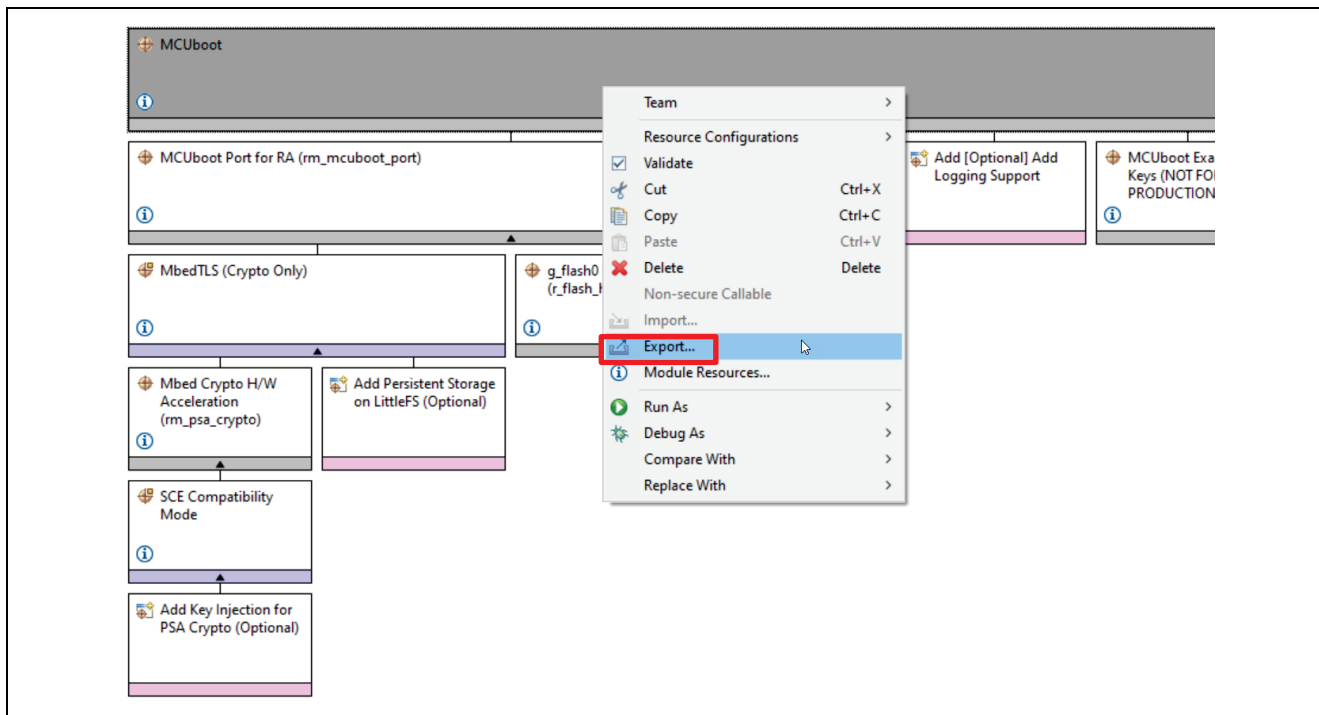 MCUboot
MCUboot Port for RA (rm_mcuboot_port)
Add [Optional] Add
Logging Support
MCUboot Exa
Keys (NOT FO
PRODUCTION
MbedTLS (Crypto Only)
g_flash0
(r_flash_
Mbed Crypto H/W
Acceleration
(rm_psa_crypto)
Add Persistent Storage
on LittleFS (Optional)
SCE Compatibility
Mode
Add Key Injection for
PSA Crypto (Optional)
Team
Resource Configurations
Validate
Cut Ctrl+X
Copy Ctrl+C
Paste Ctrl+V
Delete Delete
Non-secure Callable
Import...
Export...
Module Resources...
Run As
Debug As
Compare With
Replace With